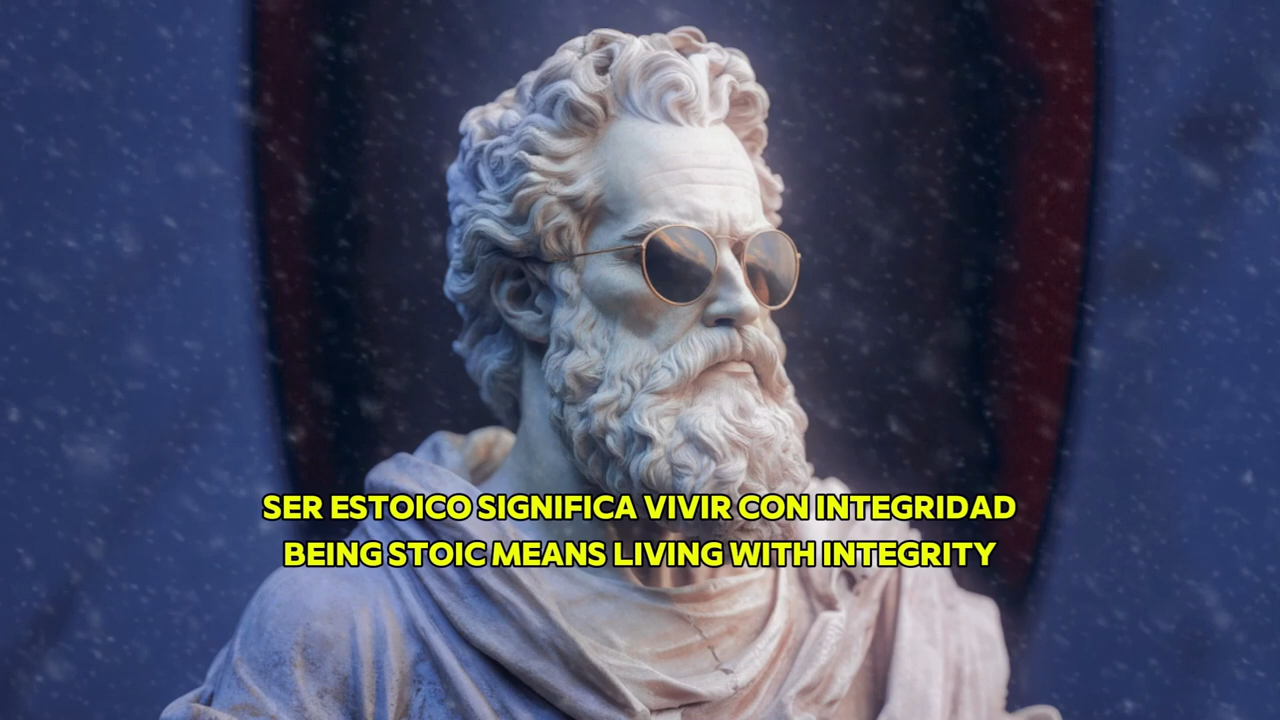 SER ESTOICO SIGNIFICA VIVIR CON INTEGRIDAD
BEING STOIC MEANS LIVING WITH INTEGRITY